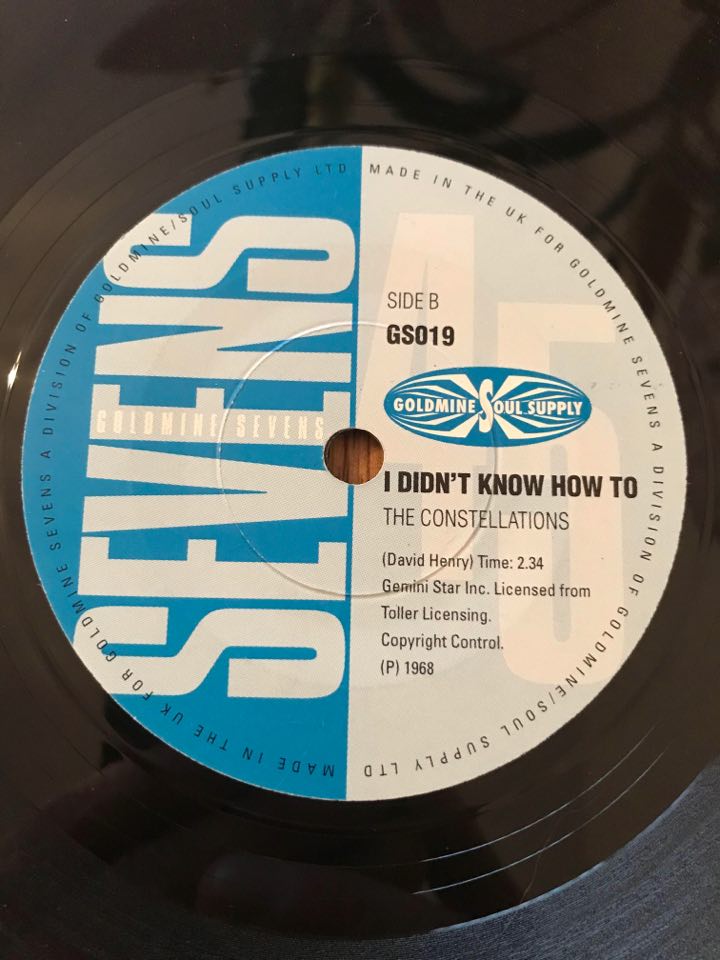 MADE IN THE UK FOR GOLDMINE SEVENS A DIVISION OF GOLDMINE/SOUL SUPPLY LTD
MADE IN THE UK FOR GOLDMINE SEVENS A DIVISION OF GOLDMINE/SOUL SUPPLY LTD
SEVENS
GOLDMINE SEVENS
45
SIDE B
GS019
GOLDMINE SOUL SUPPLY
I DIDN'T KNOW HOW TO
THE CONSTELLATIONS
(David Henry) Time: 2.34
Gemini Star Inc. Licensed from
Toller Licensing.
Copyright Control.
(P) 1968